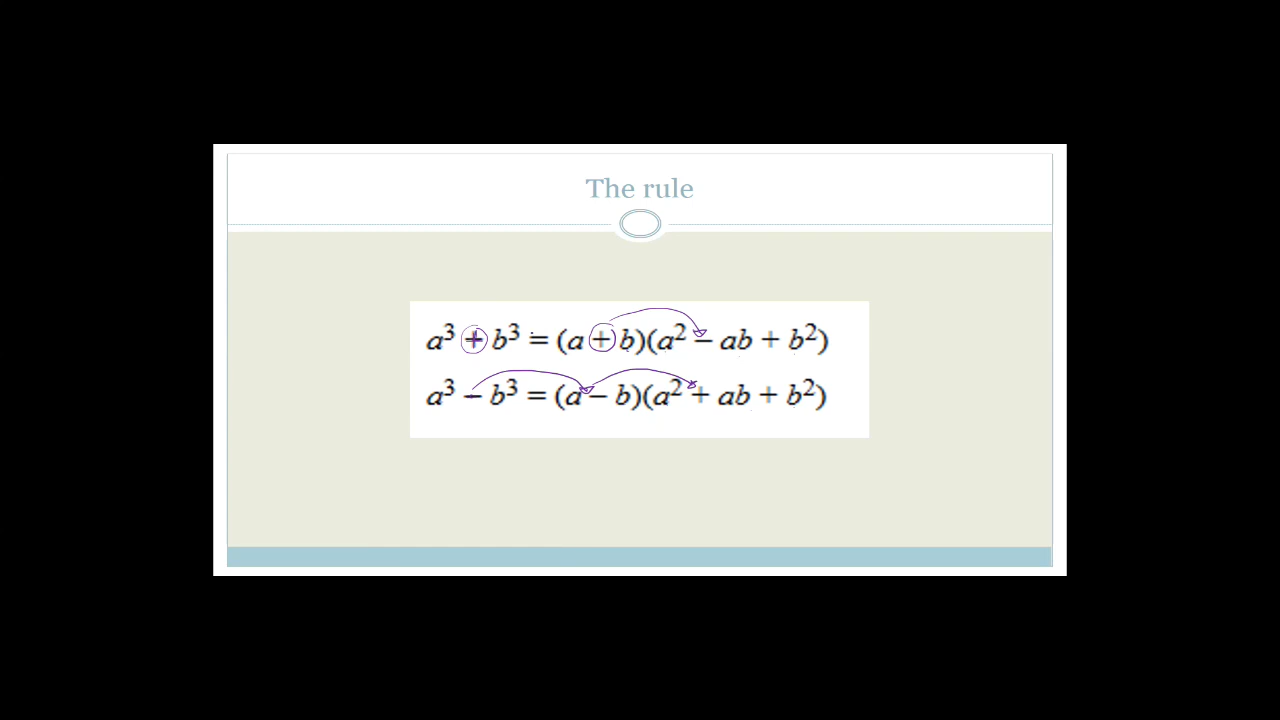 The rule
a³ + b³ = (a + b)(a² − ab + b²)
a³ − b³ = (a − b)(a² + ab + b²)